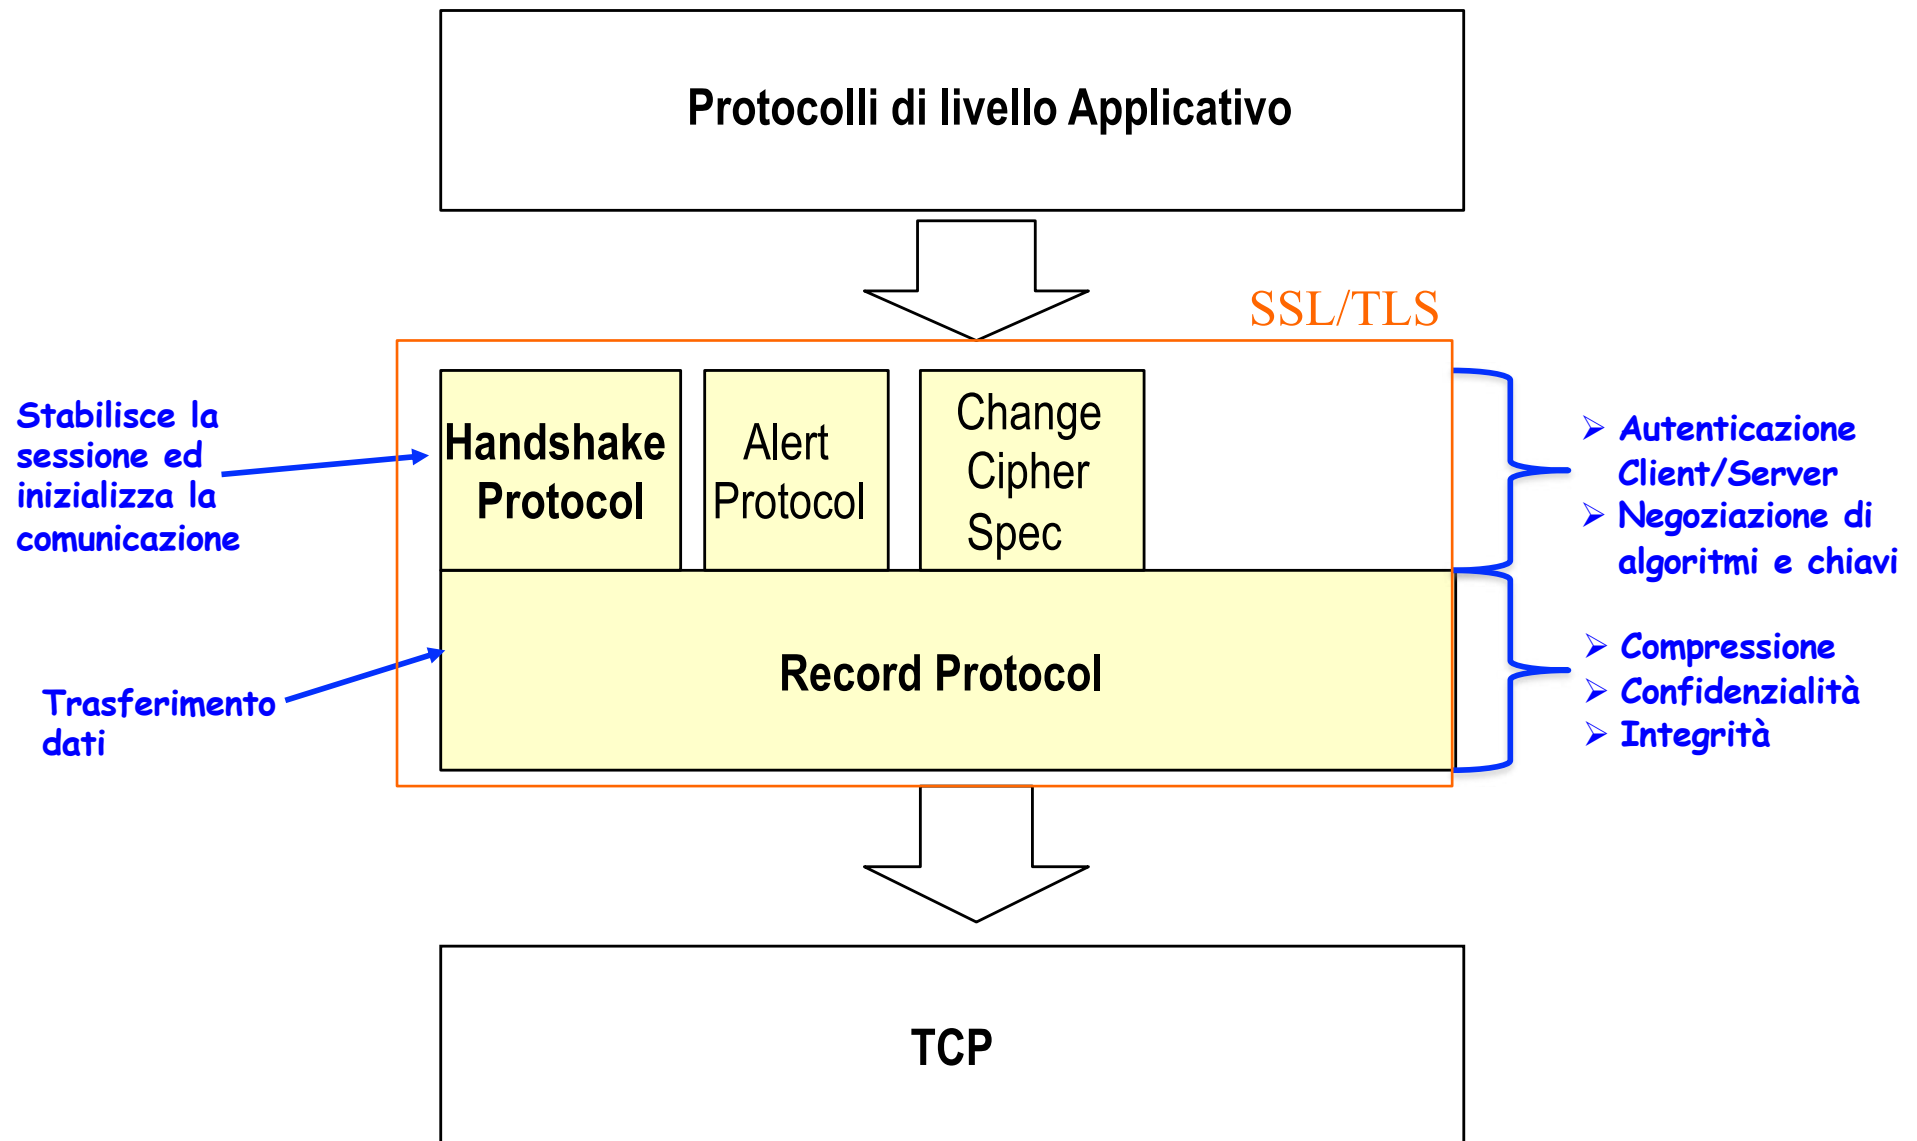 Protocolli di livello Applicativo
SSL/TLS
Stabilisce la
sessione ed
inizializza la
comunicazione
Handshake
Protocol
Alert
Protocol
Change
Cipher
Spec
➢ Autenticazione
Client/Server
➢ Negoziazione di
algoritmi e chiavi
Trasferimento
dati
Record Protocol
➢ Compressione
➢ Confidenzialità
➢ Integrità
TCP